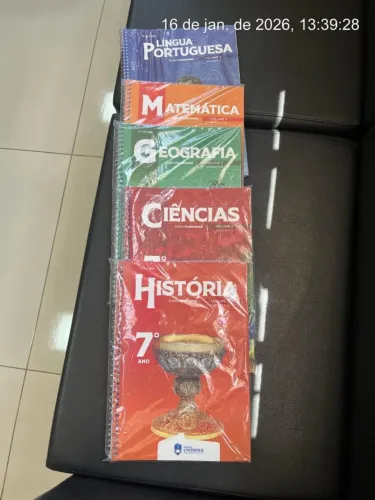 16 de jan. de 2026, 13:39:28
LÍNGUA
PORTUGUESA
MATEMÁTICA
GEOGRAFIA
CIÊNCIAS
HISTÓRIA
7º
ANO